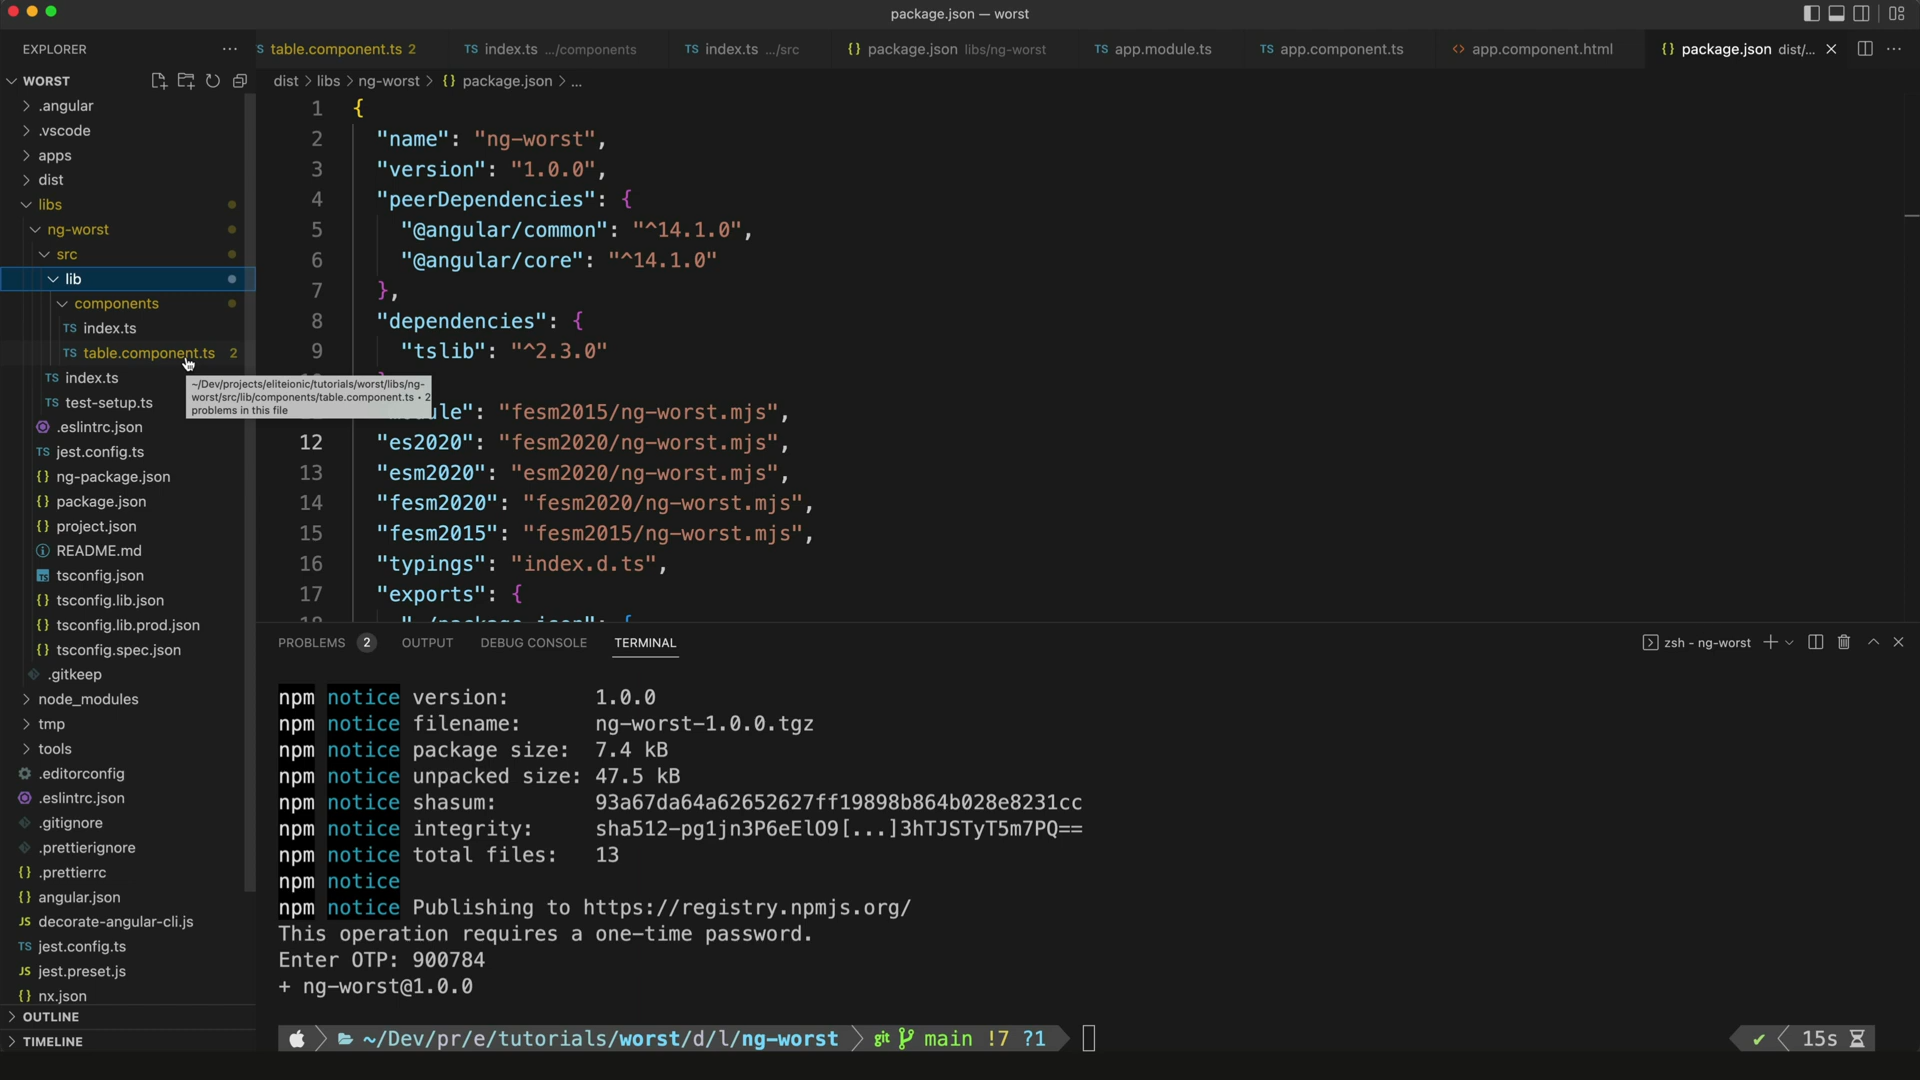 package.json — worst
EXPLORER
table.component.ts 2
index.ts .../components
index.ts .../src
package.json libs/ng-worst
app.module.ts
app.component.ts
app.component.html
package.json dist/...
WORST
dist > libs > ng-worst > {} package.json > ...
.angular
.vscode
apps
dist
libs
ng-worst
src
lib
components
TS index.ts
TS table.component.ts 2
TS index.ts
TS test-setup.ts
~/Dev/projects/eliteionic/tutorials/worst/libs/ng-
worst/src/lib/components/table.component.ts • 2
problems in this file
.eslintrc.json
TS jest.config.ts
{} ng-package.json
{} package.json
{} project.json
README.md
tsconfig.json
{} tsconfig.lib.json
{} tsconfig.lib.prod.json
{} tsconfig.spec.json
.gitkeep
node_modules
tmp
tools
.editorconfig
.eslintrc.json
.gitignore
.prettierignore
{} .prettierrc
{} angular.json
JS decorate-angular-cli.js
TS jest.config.ts
JS jest.preset.js
{} nx.json
OUTLINE
TIMELINE
1 {
2 "name": "ng-worst",
3 "version": "1.0.0",
4 "peerDependencies": {
5 "@angular/common": "^14.1.0",
6 "@angular/core": "^14.1.0"
7 },
8 "dependencies": {
9 "tslib": "^2.3.0"
"fesm2015/ng-worst.mjs",
12 "es2020": "fesm2020/ng-worst.mjs",
13 "esm2020": "esm2020/ng-worst.mjs",
14 "fesm2020": "fesm2020/ng-worst.mjs",
15 "fesm2015": "fesm2015/ng-worst.mjs",
16 "typings": "index.d.ts",
17 "exports": {
PROBLEMS 2 OUTPUT DEBUG CONSOLE TERMINAL
zsh - ng-worst
npm notice version: 1.0.0
npm notice filename: ng-worst-1.0.0.tgz
npm notice package size: 7.4 kB
npm notice unpacked size: 47.5 kB
npm notice shasum: 93a67da64a62652627ff19898b864b028e8231cc
npm notice integrity: sha512-pg1jn3P6eElO9[...]3hTJSTyT5m7PQ==
npm notice total files: 13
npm notice
npm notice Publishing to https://registry.npmjs.org/
This operation requires a one-time password.
Enter OTP: 900784
+ ng-worst@1.0.0
~/Dev/pr/e/tutorials/worst/d/l/ng-worst git main !7 ?1
✔ 15s